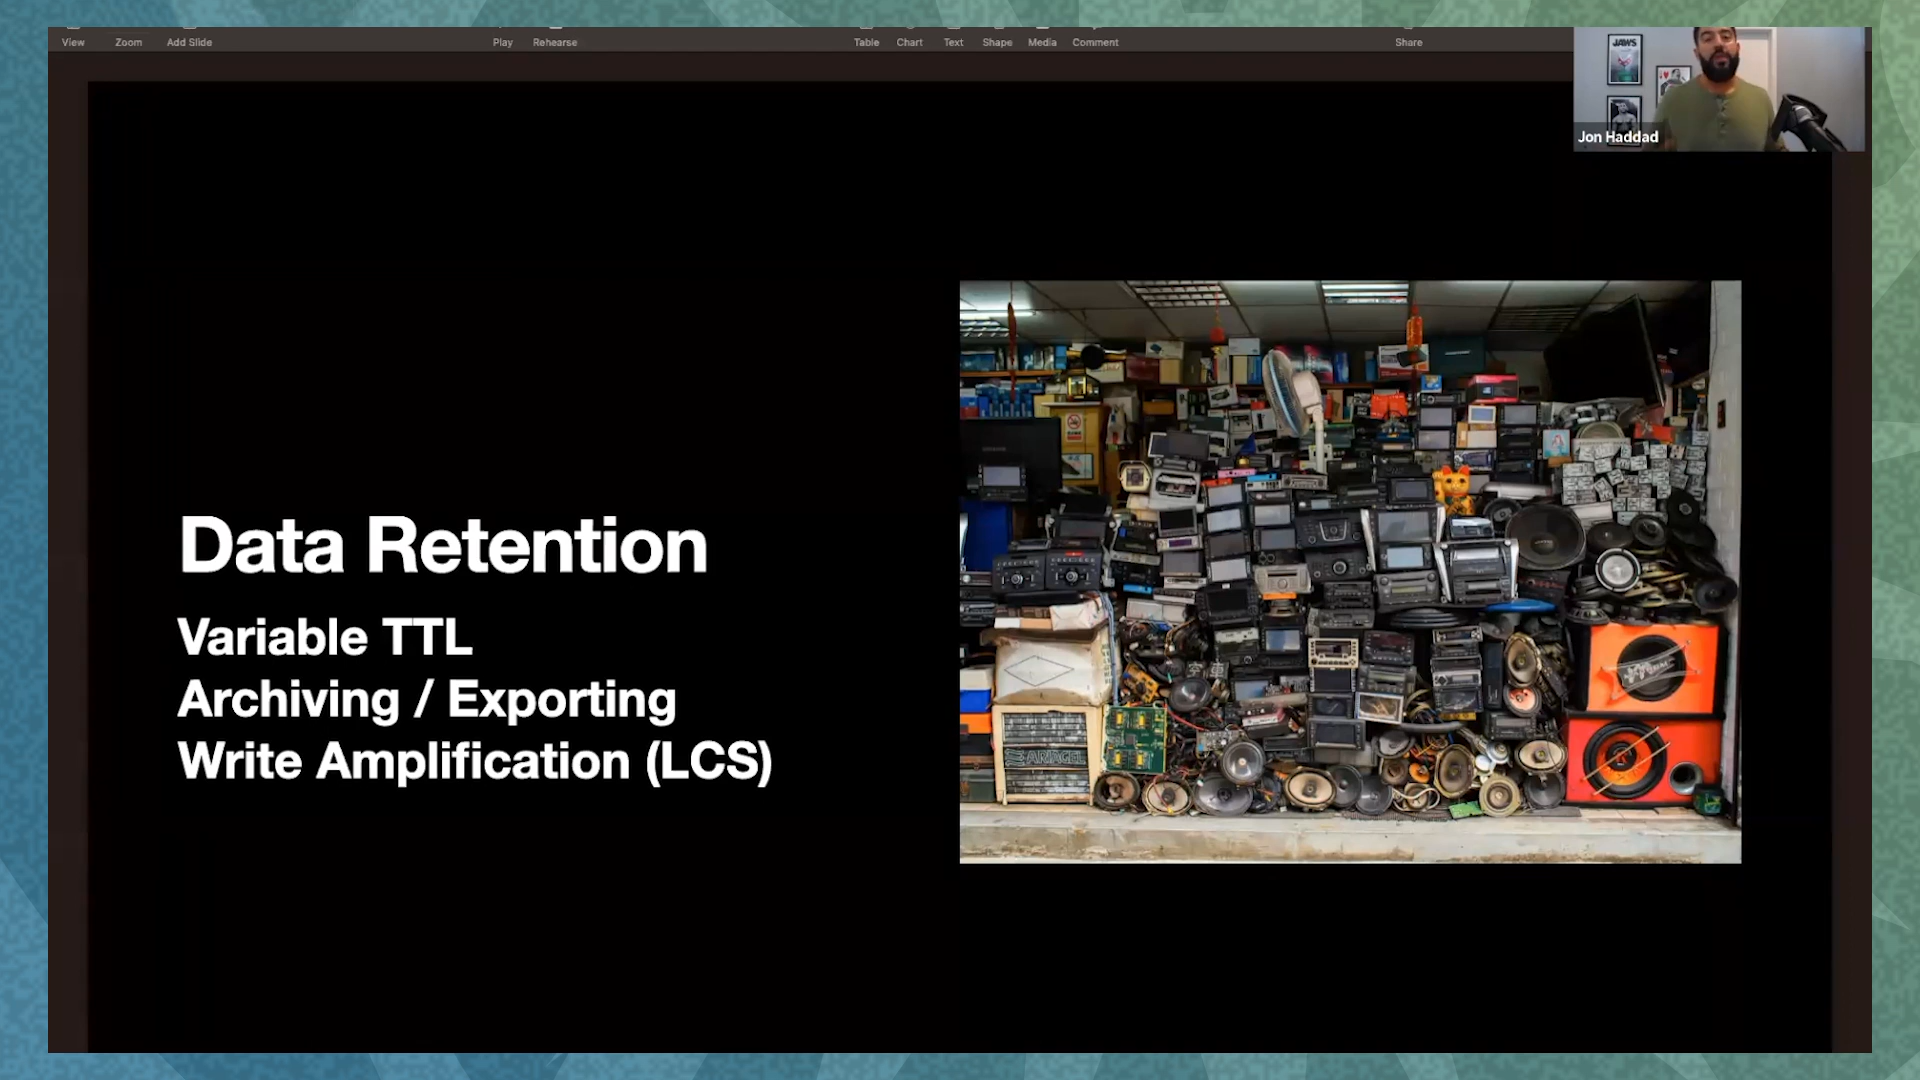 View Zoom Add Slide Play Rehearse Table Chart Text Shape Media Comment Share
JAWS
Jon Haddad
Data Retention
Variable TTL
Archiving / Exporting
Write Amplification (LCS)